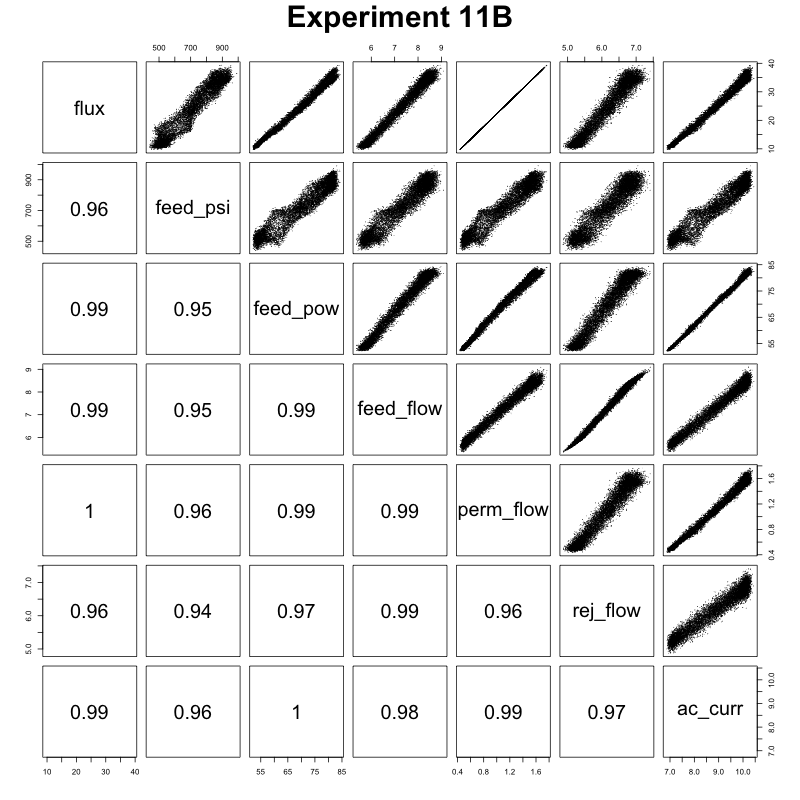 Experiment 11B
500 700 900
6 7 8 9
5.0 6.0 7.0
flux
10 20 30 40
500 700 900
0.96
feed_psi
0.99
0.95
feed_pow
55 65 75 85
6 7 8 9
0.99
0.95
0.99
feed_flow
1
0.96
0.99
0.99
perm_flow
0.4 0.8 1.2 1.6
5.0 6.0 7.0
0.96
0.94
0.97
0.99
0.96
rej_flow
0.99
0.96
1
0.98
0.99
0.97
ac_curr
7.0 8.0 9.0 10.0
10 20 30 40
55 65 75 85
0.4 0.8 1.2 1.6
7.0 8.0 9.0 10.0